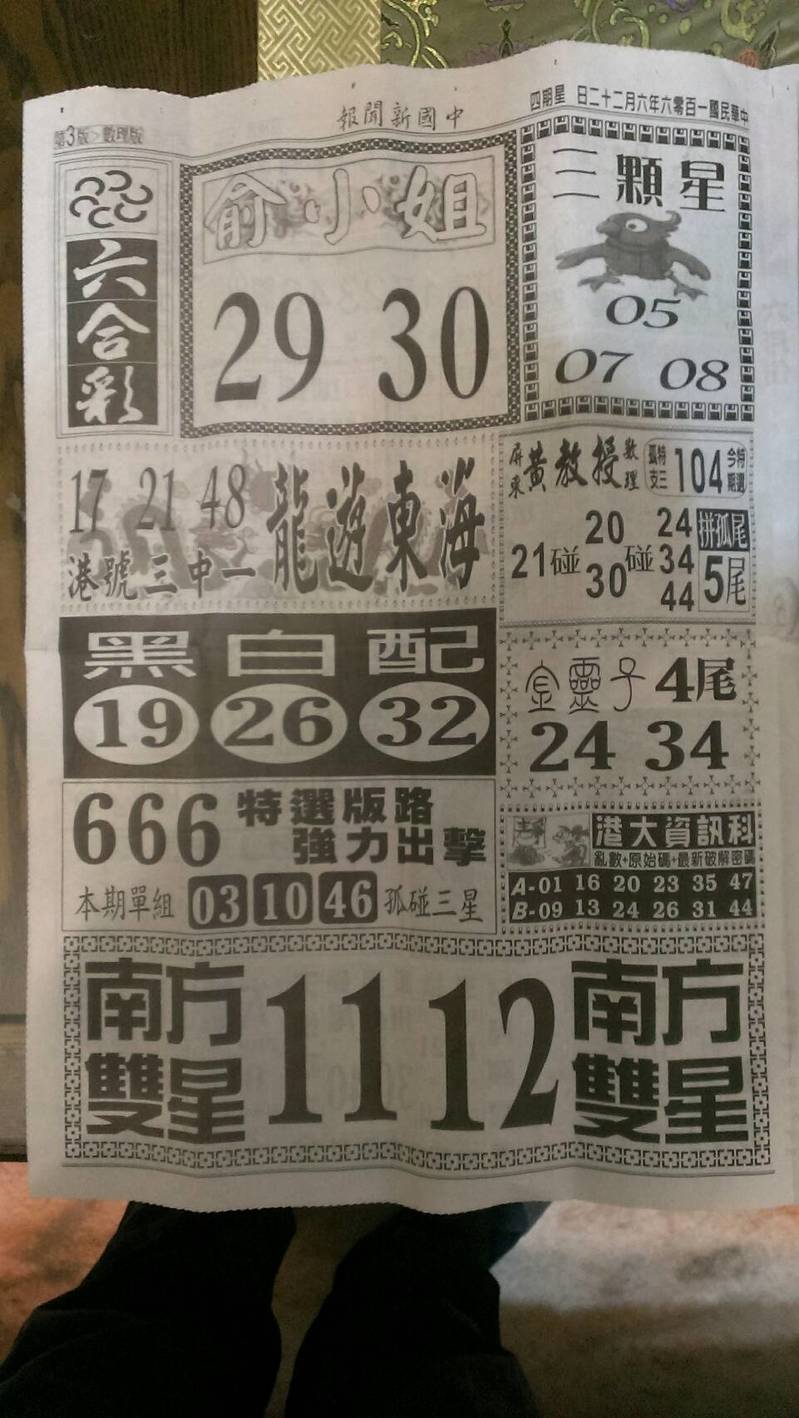 第3版>數理版
中國新聞報
中華民國一百零六年六月二十二日 星期四
六合彩
俞小姐
29 30
三顆星
05
07 08
17 21 48
港號三中一
龍遊東海
屏東黃教授數理
孤特支三 104 今特期選
21碰
20
30
碰
24
34
44
拼孤尾
5尾
黑白配
19 26 32
金靈子 4尾
24 34
666 特選版路
強力出擊
本期單組 03 10 46 孤碰三星
港大資訊科
亂數+原始碼+最新破解密碼
A-01 16 20 23 35 47
B-09 13 24 26 31 44
南方雙星
11 12
南方雙星